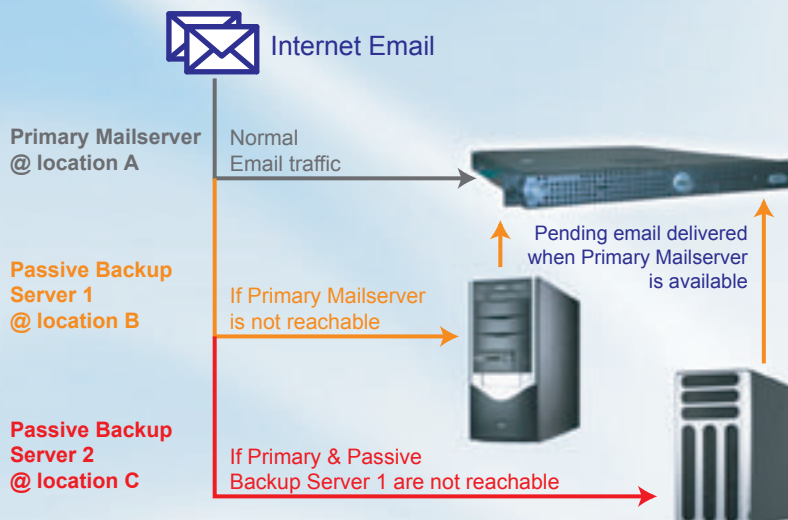 Internet Email
Primary Mailserver
@ location A
Normal
Email traffic
Pending email delivered
when Primary Mailserver
is available
Passive Backup
Server 1
@ location B
If Primary Mailserver
is not reachable
Passive Backup
Server 2
@ location C
If Primary & Passive
Backup Server 1 are not reachable